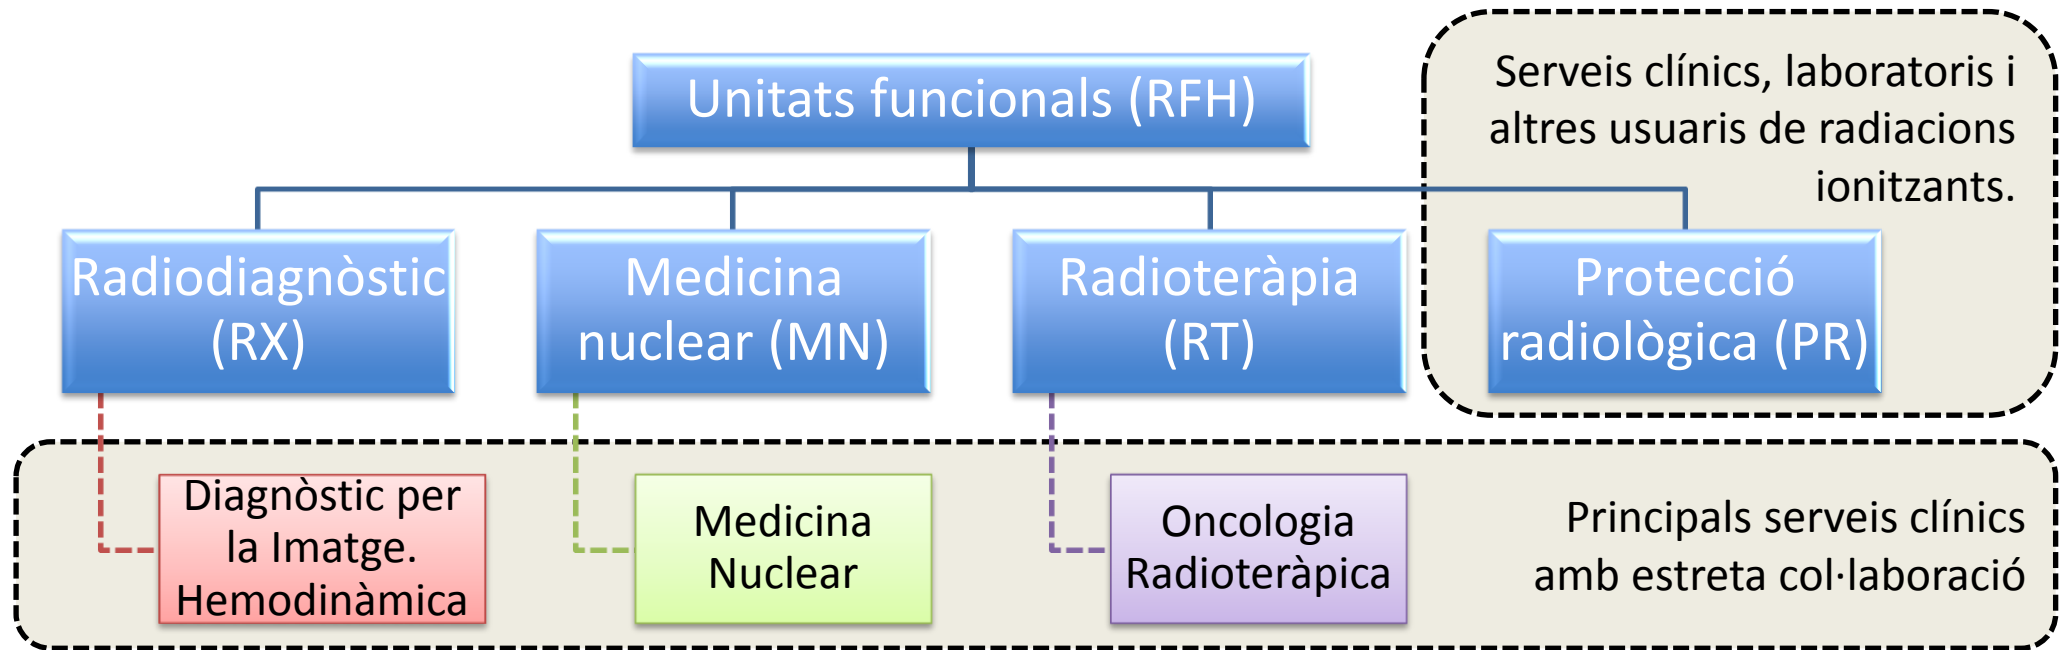 Unitats funcionals (RFH)
Serveis clínics, laboratoris i
altres usuaris de radiacions
ionitzants.
Radiodiagnòstic
(RX)
Medicina
nuclear (MN)
Radioteràpia
(RT)
Protecció
radiològica (PR)
Diagnòstic per
la Imatge.
Hemodinàmica
Medicina
Nuclear
Oncologia
Radioteràpica
Principals serveis clínics
amb estreta col·laboració